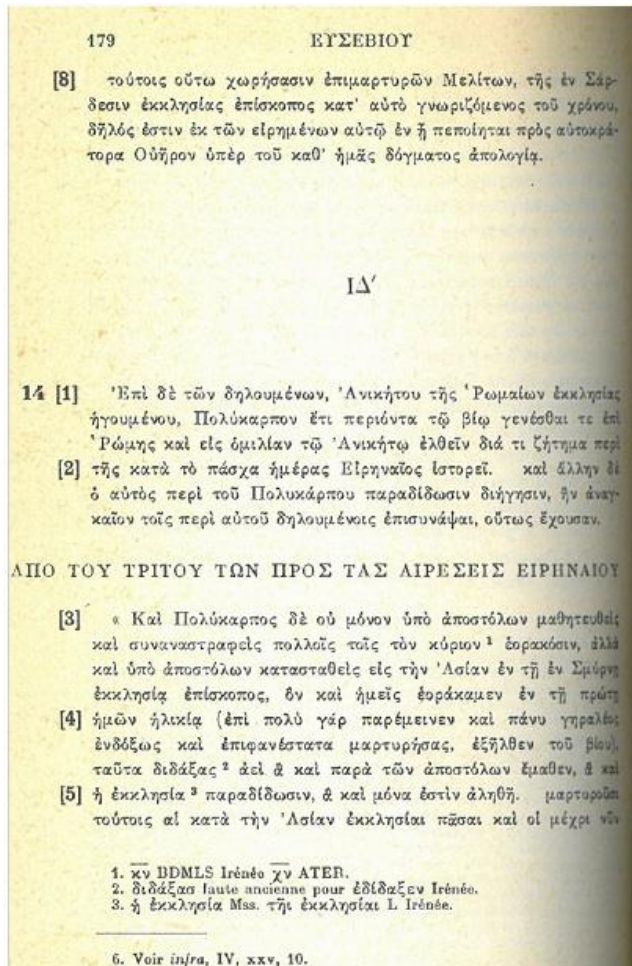 179 ΕΥΣΕΒΙΟΥ
[8] τούτοις οὕτω χωρήσασιν ἐπιμαρτυρῶν Μελίτων, τῆς ἐν Σάρ-
δεσιν ἐκκλησίας ἐπίσκοπος κατ' αὐτὸ γνωριζόμενος τοῦ χρόνου,
δῆλός ἐστιν ἐκ τῶν εἰρημένων αὐτῷ ἐν ᾗ πεποίηται πρὸς αὐτοκρά-
τορα Οὐῆρον ὑπὲρ τοῦ καθ' ἡμᾶς δόγματος ἀπολογίᾳ.
ΙΔ′
14 [1] Ἐπὶ δὲ τῶν δηλουμένων, Ἀνικήτου τῆς Ῥωμαίων ἐκκλησίας
ἡγουμένου, Πολύκαρπον ἔτι περιόντα τῷ βίῳ γενέσθαι τε ἐπὶ
Ῥώμης καὶ εἰς ὁμιλίαν τῷ Ἀνικήτῳ ἐλθεῖν διά τι ζήτημα περὶ
[2] τῆς κατὰ τὸ πάσχα ἡμέρας Εἰρηναῖος ἱστορεῖ. καὶ ἄλλην δὲ
ὁ αὐτὸς περὶ τοῦ Πολυκάρπου παραδίδωσιν διήγησιν, ἣν ἀναγ-
καῖον τοῖς περὶ αὐτοῦ δηλουμένοις ἐπισυνάψαι, οὕτως ἔχουσαν.
ΑΠΟ ΤΟΥ ΤΡΙΤΟΥ ΤΩΝ ΠΡΟΣ ΤΑΣ ΑΙΡΕΣΕΙΣ ΕΙΡΗΝΑΙΟΥ
[3] « Καὶ Πολύκαρπος δὲ οὐ μόνον ὑπὸ ἀποστόλων μαθητευθεὶς
καὶ συναναστραφεὶς πολλοῖς τοῖς τὸν κύριον ¹ ἑορακόσιν, ἀλλὰ
καὶ ὑπὸ ἀποστόλων κατασταθεὶς εἰς τὴν Ἀσίαν ἐν τῇ ἐν Σμύρνῃ
ἐκκλησίᾳ ἐπίσκοπος, ὃν καὶ ἡμεῖς ἑοράκαμεν ἐν τῇ πρώτῃ
[4] ἡμῶν ἡλικίᾳ (ἐπὶ πολὺ γὰρ παρέμεινεν καὶ πάνυ γηραλέος
ἐνδόξως καὶ ἐπιφανέστατα μαρτυρήσας, ἐξῆλθεν τοῦ βίου),
ταῦτα διδάξας ² ἀεὶ ἃ καὶ παρὰ τῶν ἀποστόλων ἔμαθεν, ἃ καὶ
[5] ἡ ἐκκλησία ³ παραδίδωσιν, ἃ καὶ μόνα ἐστὶν ἀληθῆ. μαρτυροῦσι
τούτοις αἱ κατὰ τὴν Ἀσίαν ἐκκλησίαι πᾶσαι καὶ οἱ μέχρι νῦν
1. κ̅ν̅ BDMLS Irénéo χ̅ν̅ ATER.
2. διδάξασ faute ancienne pour ἐδίδαξεν Irénée.
3. ἡ ἐκκλησία Mss. τῆι ἐκκλησίαι L Irénée.
6. Voir infra, IV, xxv, 10.